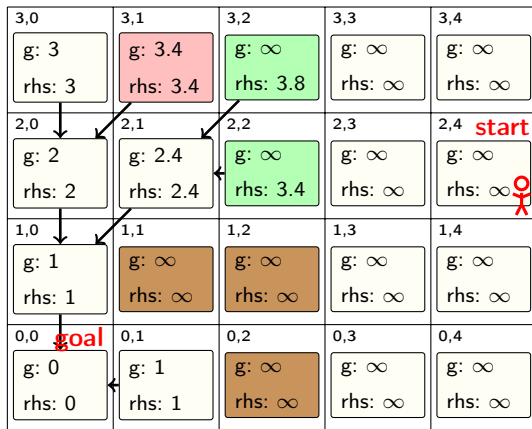 3,0 3,1 3,2 3,3 3,4
g: 3 g: 3.4 g: ∞ g: ∞ g: ∞
rhs: 3 rhs: 3.4 rhs: 3.8 rhs: ∞ rhs: ∞
2,0 2,1 2,2 2,3 2,4 start
g: 2 g: 2.4 g: ∞ g: ∞ g: ∞
rhs: 2 rhs: 2.4 rhs: 3.4 rhs: ∞ rhs: ∞
1,0 1,1 1,2 1,3 1,4
g: 1 g: ∞ g: ∞ g: ∞ g: ∞
rhs: 1 rhs: ∞ rhs: ∞ rhs: ∞ rhs: ∞
0,0 goal 0,1 0,2 0,3 0,4
g: 0 g: 1 g: ∞ g: ∞ g: ∞
rhs: 0 rhs: 1 rhs: ∞ rhs: ∞ rhs: ∞